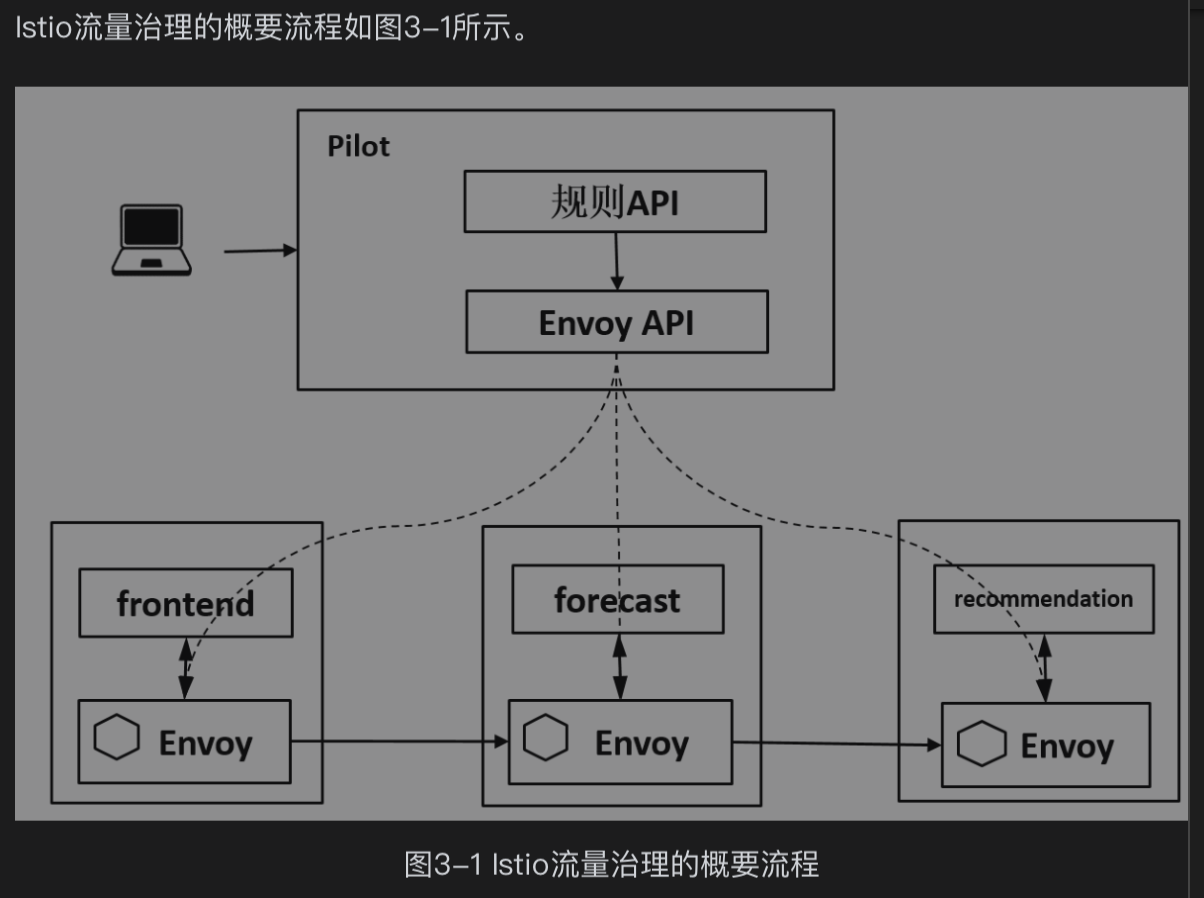 Istio流量治理的概要流程如图3-1所示。
Pilot
规则API
Envoy API
frontend
forecast
recommendation
Envoy
Envoy
Envoy
图3-1 Istio流量治理的概要流程